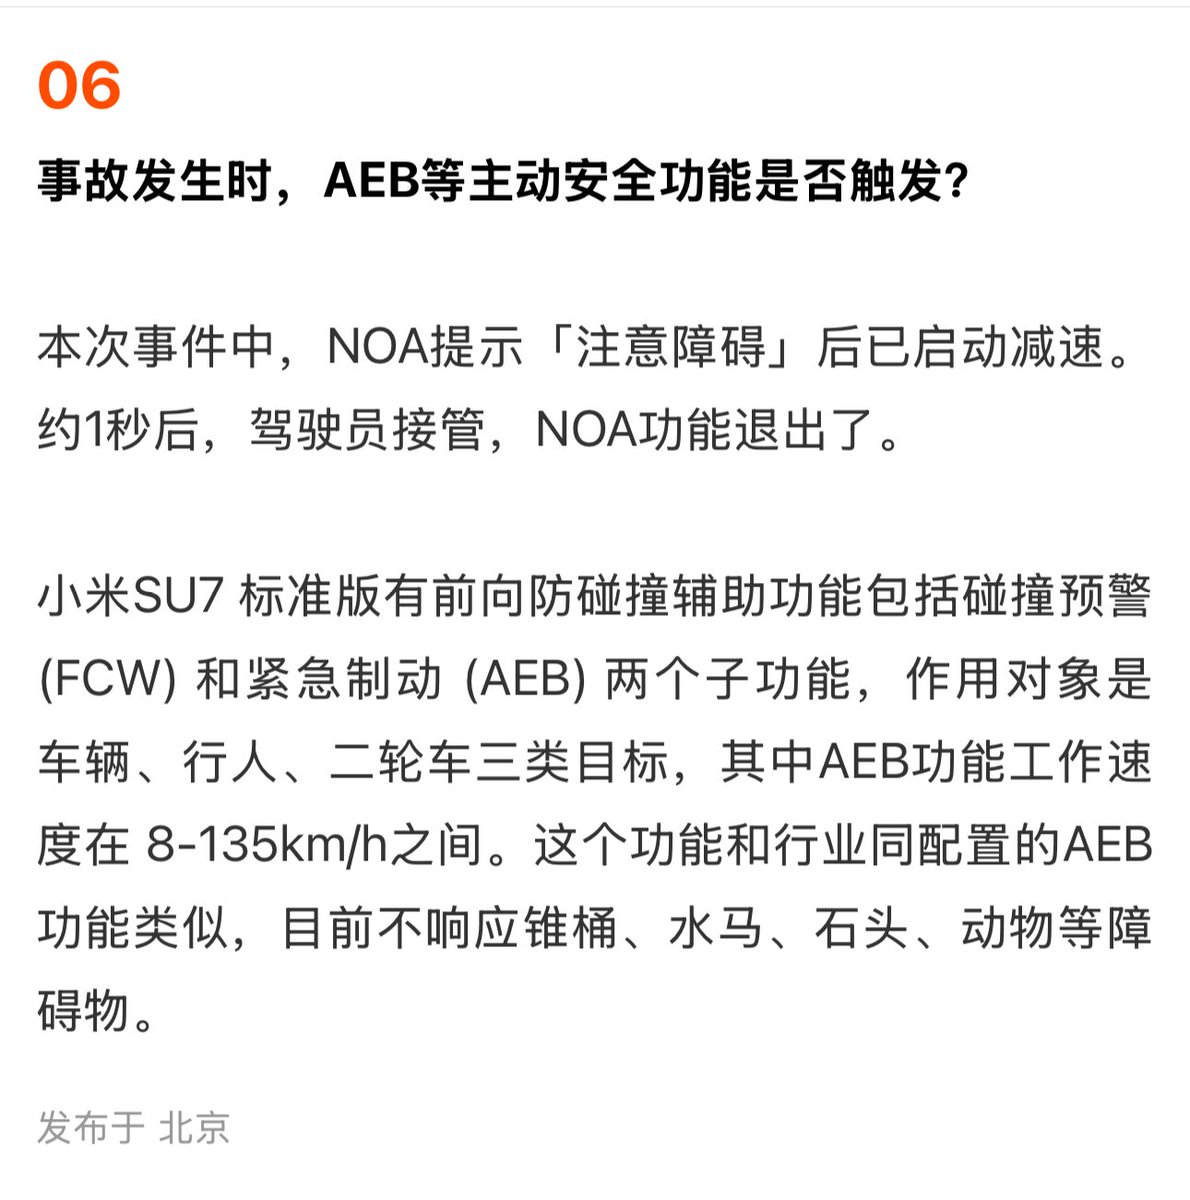 06
事故发生时，AEB等主动安全功能是否触发？
本次事件中，NOA提示「注意障碍」后已启动减速。
约1秒后，驾驶员接管，NOA功能退出了。
小米SU7 标准版有前向防碰撞辅助功能包括碰撞预警
(FCW) 和紧急制动 (AEB) 两个子功能，作用对象是
车辆、行人、二轮车三类目标，其中AEB功能工作速
度在 8-135km/h之间。这个功能和行业同配置的AEB
功能类似，目前不响应锥桶、水马、石头、动物等障
碍物。
发布于 北京